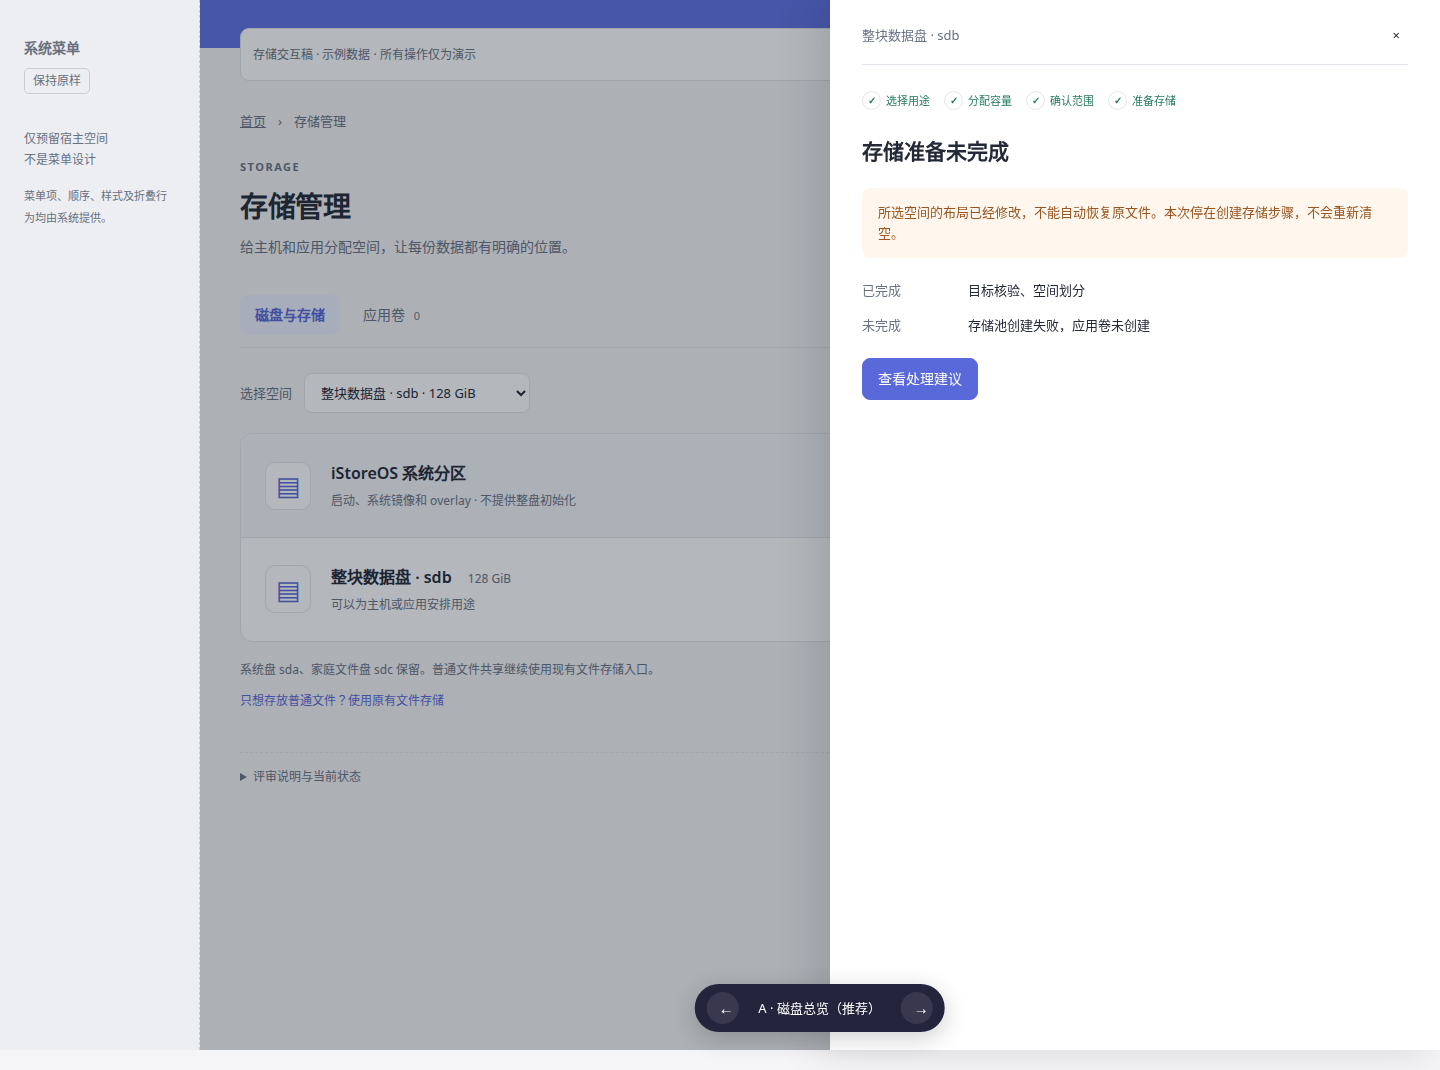 系统菜单
保持原样
仅预留宿主空间
不是菜单设计
菜单项、顺序、样式及折叠行
为均由系统提供。
存储交互稿 · 示例数据 · 所有操作仅为演示
首页 › 存储管理
STORAGE
存储管理
给主机和应用分配空间，让每份数据都有明确的位置。
磁盘与存储 应用卷 0
选择空间 整块数据盘 · sdb · 128 GiB
iStoreOS 系统分区
启动、系统镜像和 overlay · 不提供整盘初始化
整块数据盘 · sdb 128 GiB
可以为主机或应用安排用途
系统盘 sda、家庭文件盘 sdc 保留。普通文件共享继续使用现有文件存储入口。
只想存放普通文件？使用原有文件存储
▶ 评审说明与当前状态
整块数据盘 · sdb ×
✓ 选择用途 ✓ 分配容量 ✓ 确认范围 ✓ 准备存储
存储准备未完成
所选空间的布局已经修改，不能自动恢复原文件。本次停在创建存储步骤，不会重新清
空。
已完成 目标核验、空间划分
未完成 存储池创建失败，应用卷未创建
查看处理建议
← A · 磁盘总览（推荐） →